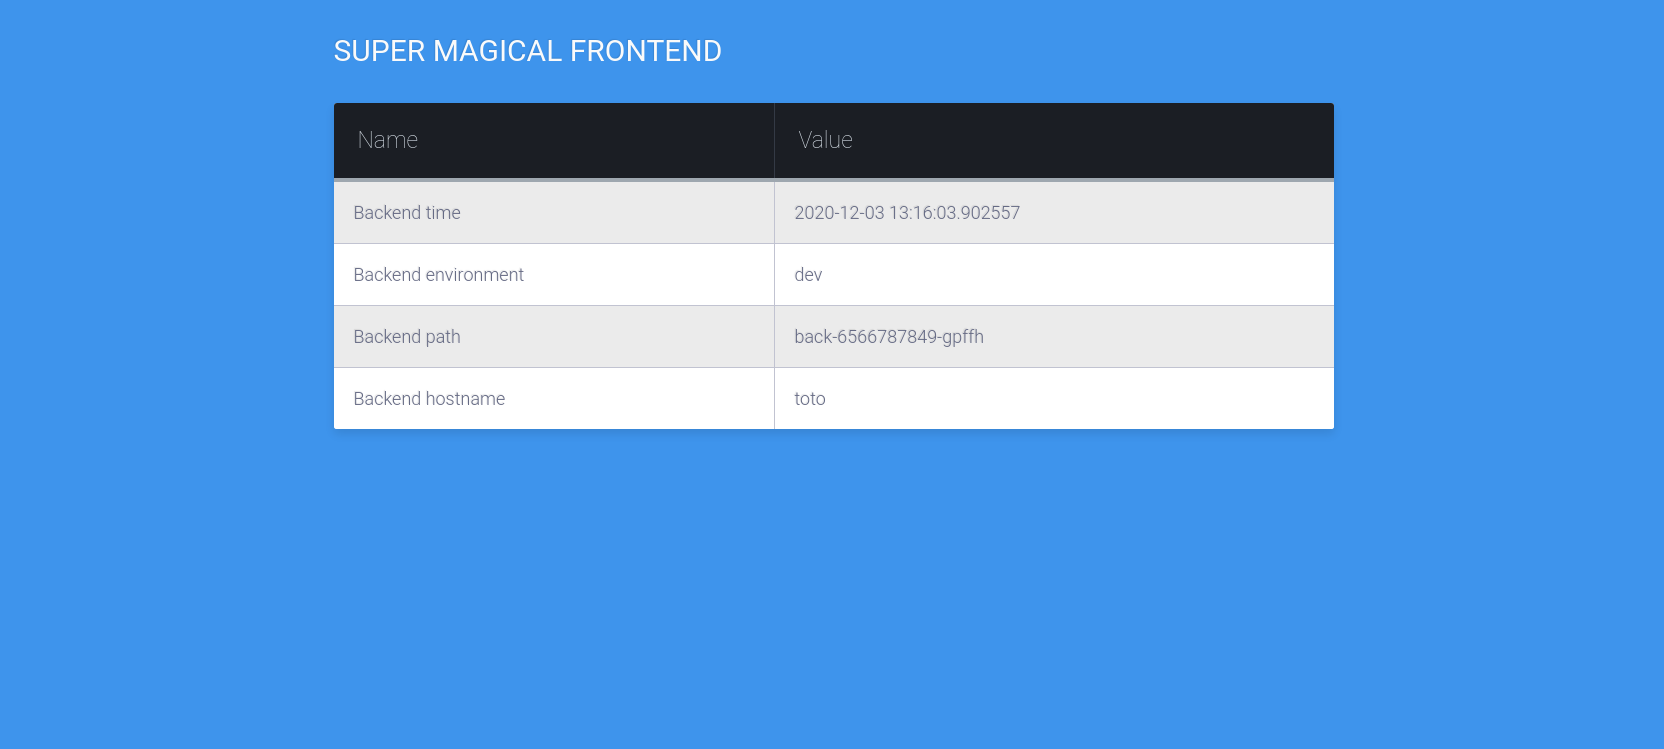 SUPER MAGICAL FRONTEND
Name Value
Backend time 2020-12-03 13:16:03.902557
Backend environment dev
Backend path back-6566787849-gpffh
Backend hostname toto